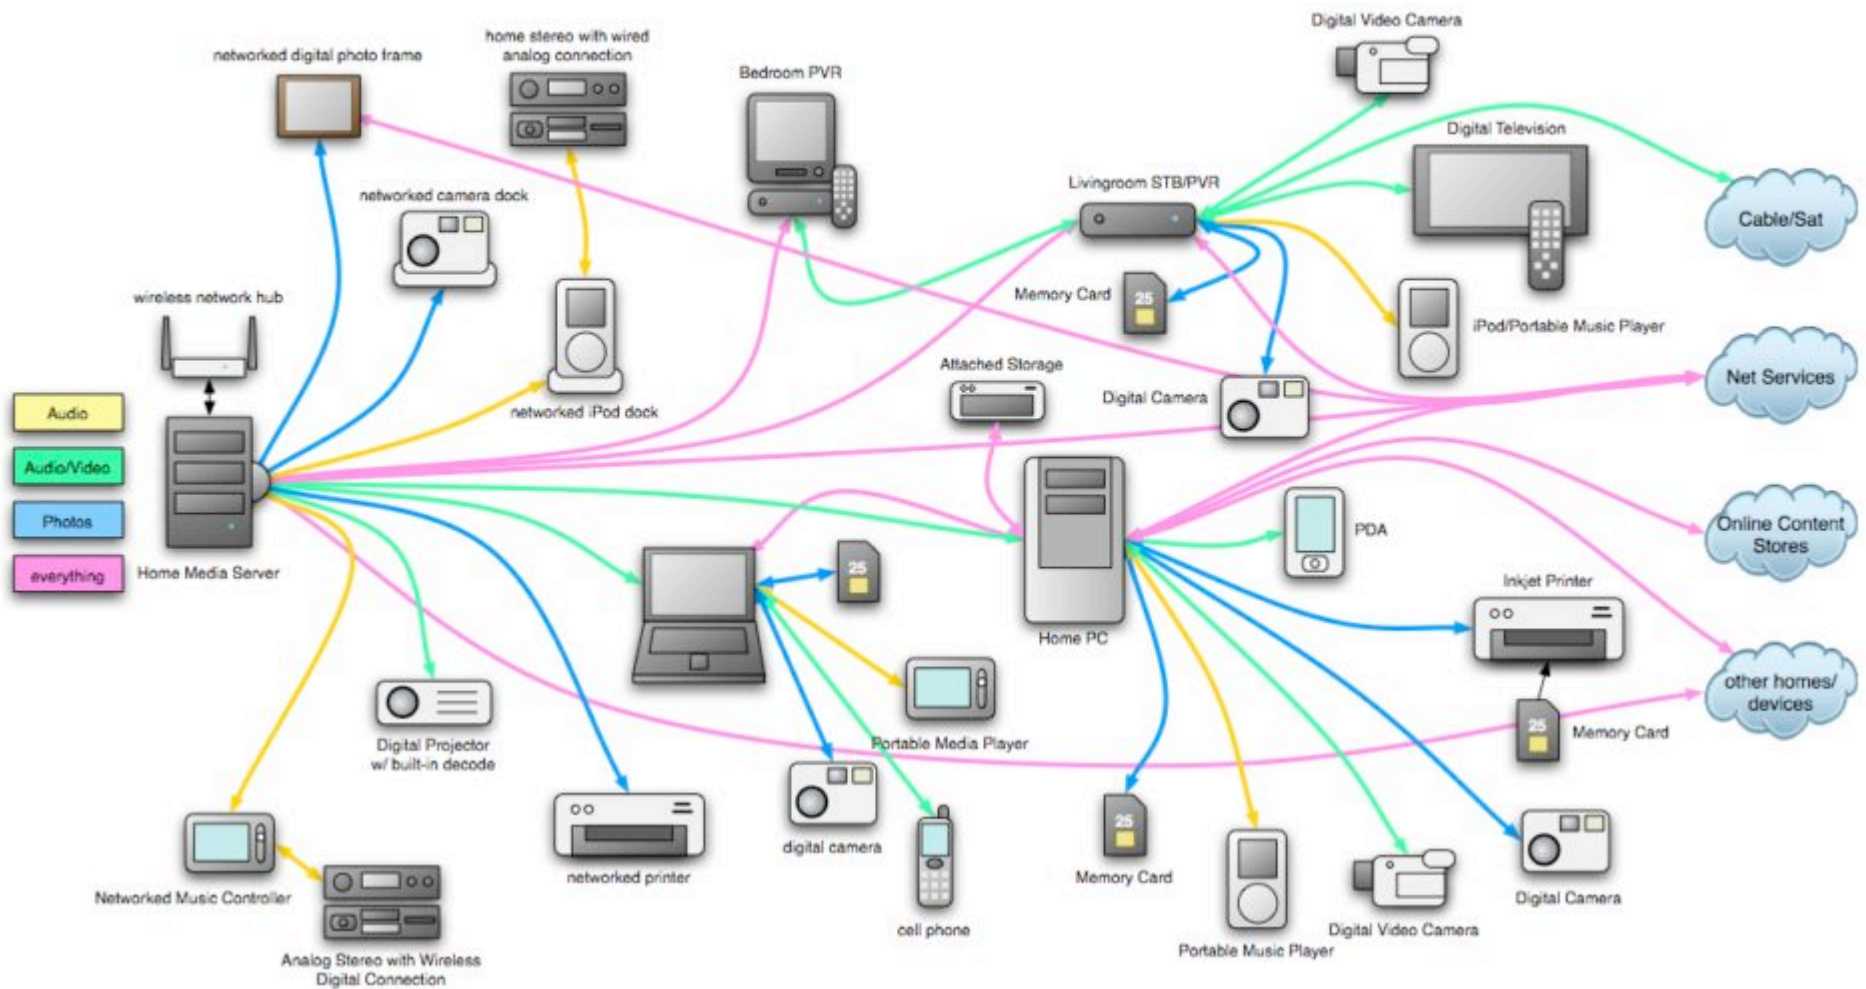 Digital Video Camera
home stereo with wired
analog connection
networked digital photo frame
Bedroom PVR
Digital Television
Livingroom STB/PVR
networked camera dock
Cable/Sat
wireless network hub
Memory Card
25
iPod/Portable Music Player
Attached Storage
Net Services
Digital Camera
networked iPod dock
Audio
Audio/Video
Photos
everything
Home Media Server
25
PDA
Online Content
Stores
Inkjet Printer
Home PC
other homes/
devices
25
Memory Card
Portable Media Player
Digital Projector
w/ built-in decode
25
digital camera
networked printer
Memory Card
Networked Music Controller
Digital Camera
cell phone
Digital Video Camera
Portable Music Player
Analog Stereo with Wireless
Digital Connection